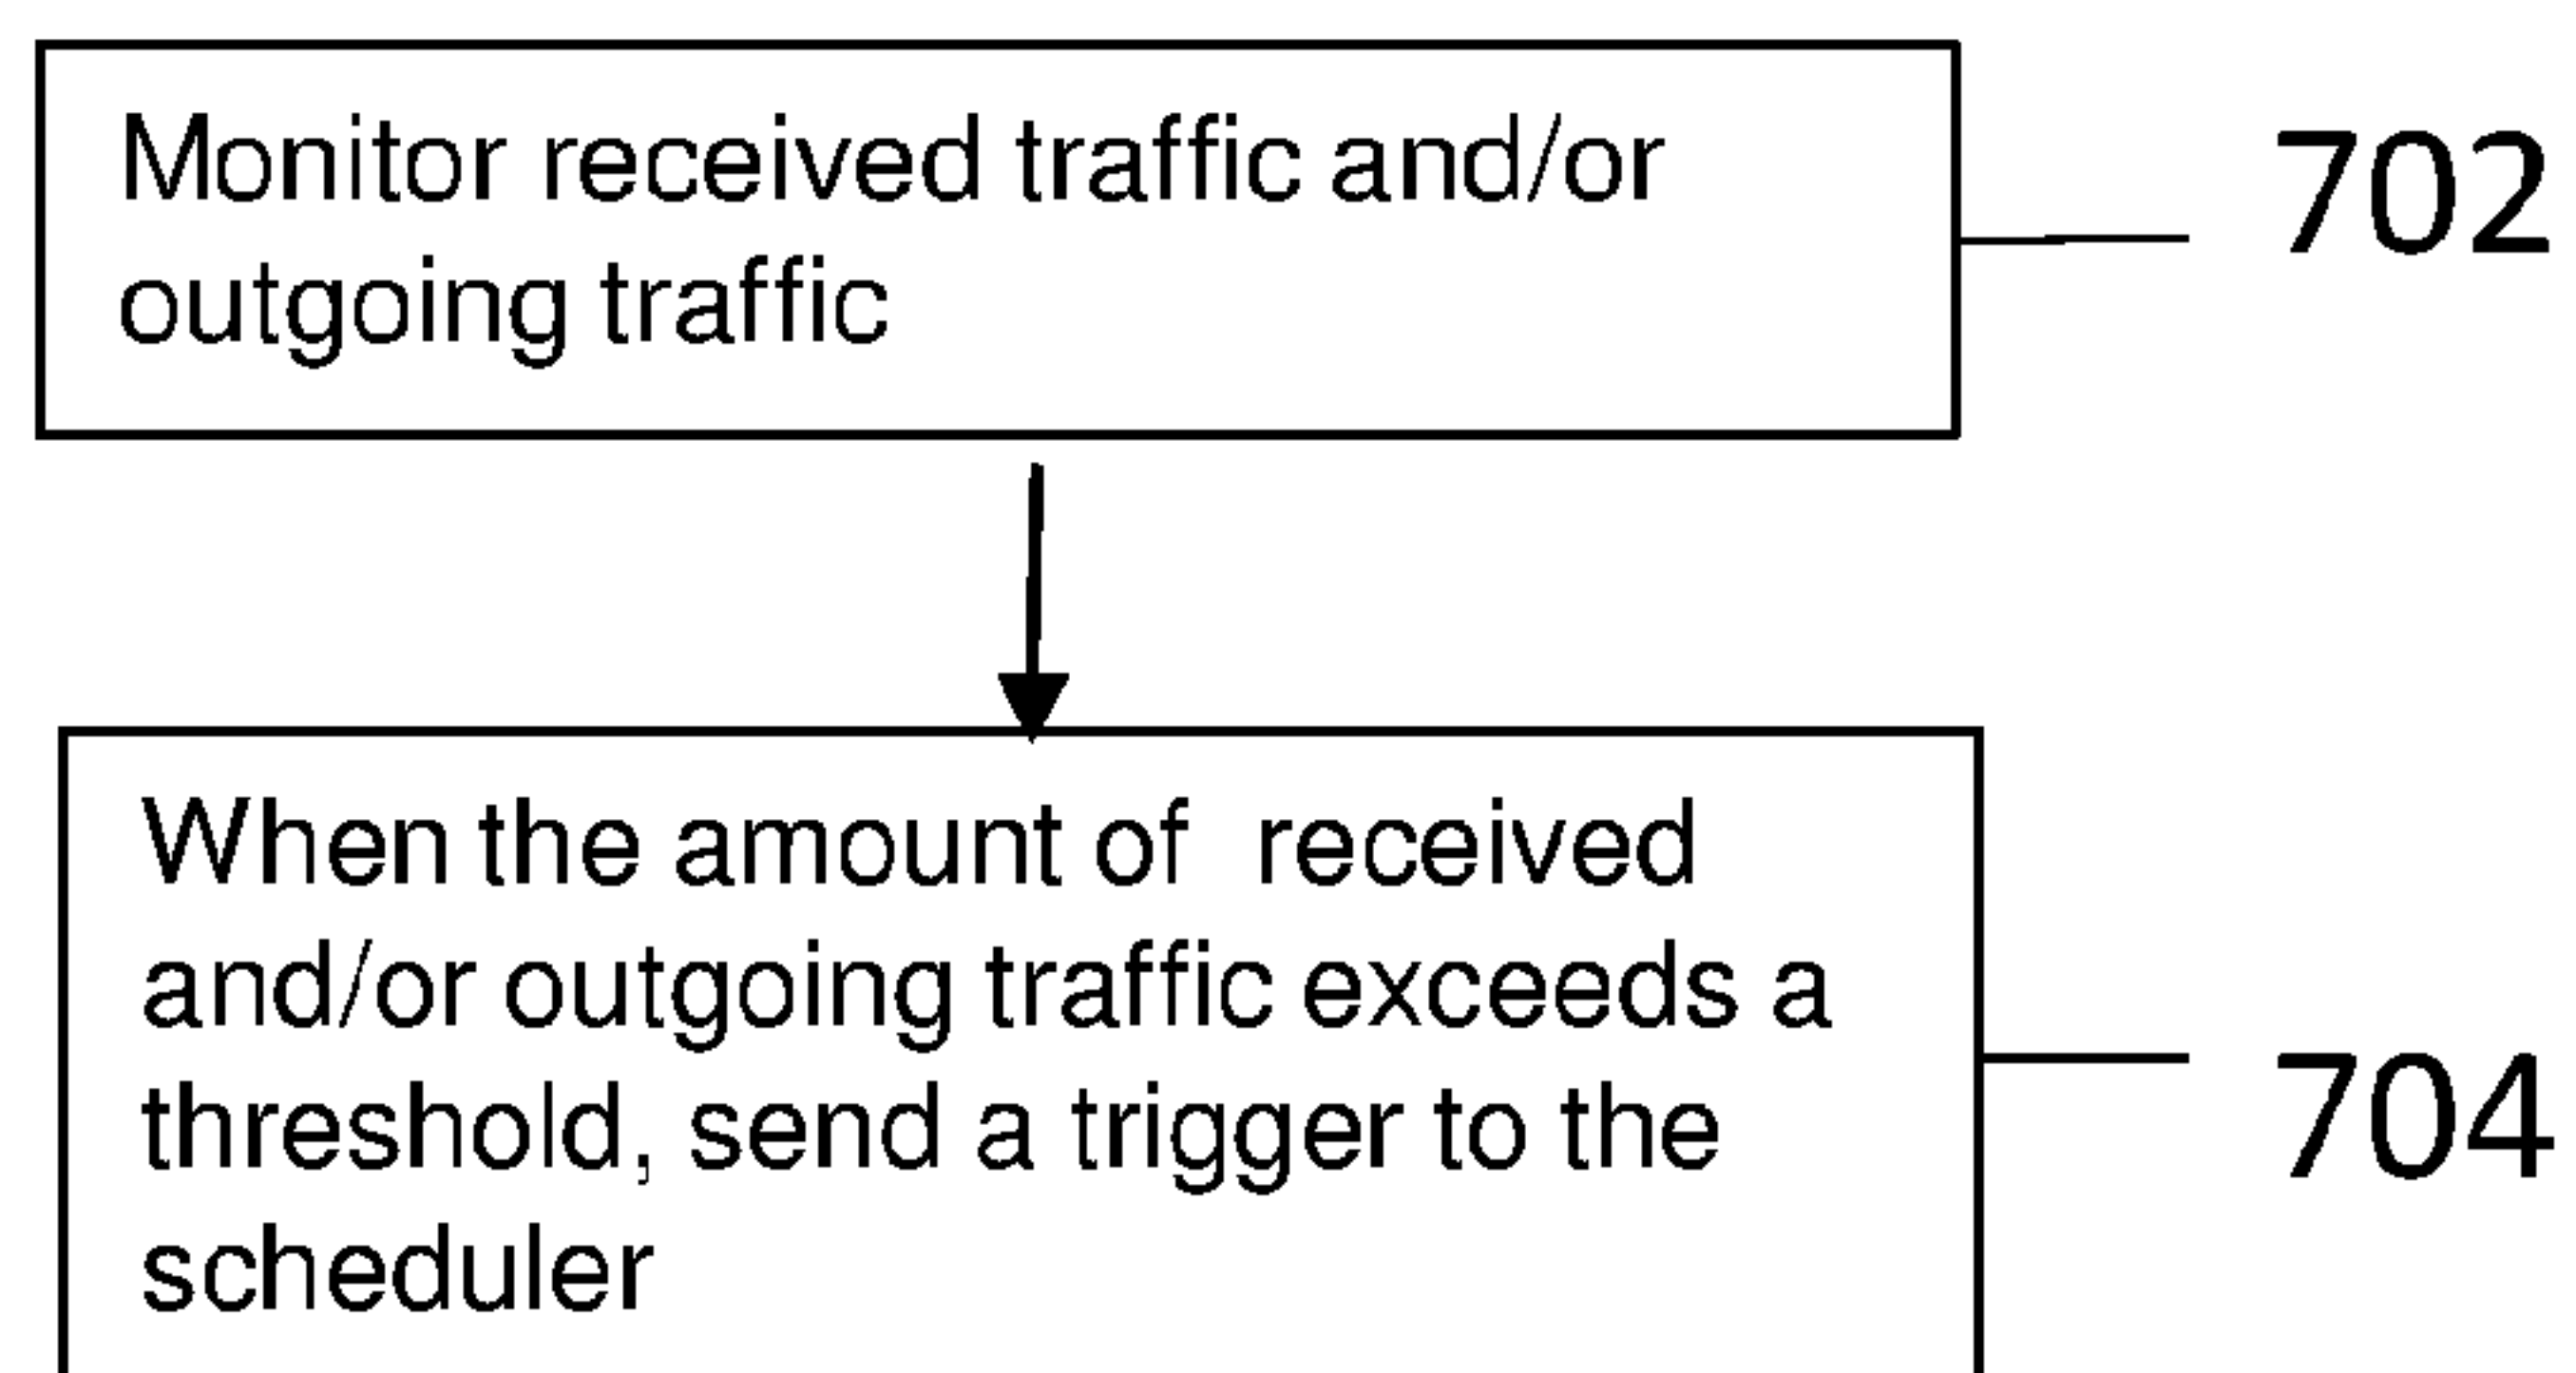 Monitor received traffic and/or
outgoing traffic
702
When the amount of  received
and/or outgoing traffic exceeds a
threshold, send a trigger to the
scheduler
704